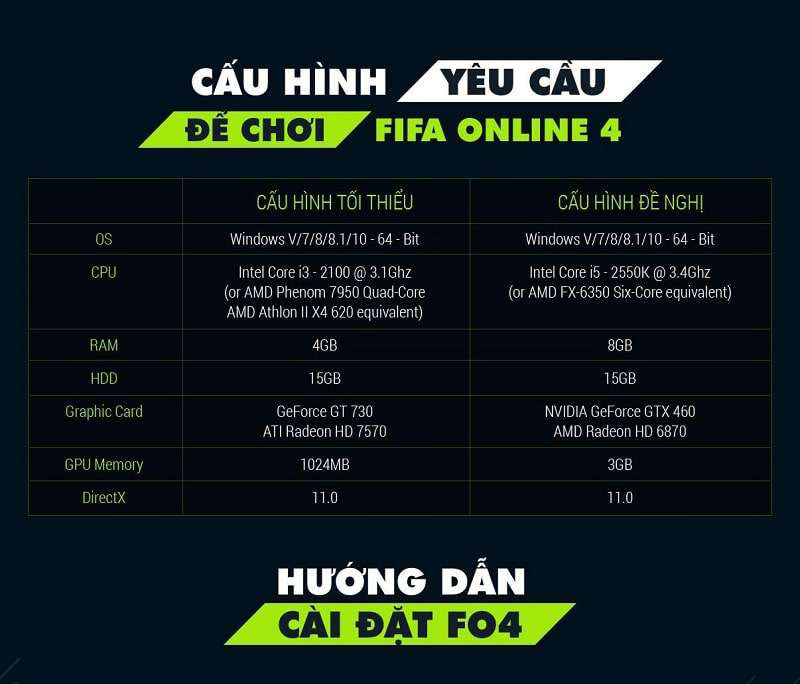 CẤU HÌNH YÊU CẦU
ĐỂ CHƠI FIFA ONLINE 4
CẤU HÌNH TỐI THIỂU CẤU HÌNH ĐỀ NGHỊ
OS Windows V/7/8/8.1/10 - 64 - Bit Windows V/7/8/8.1/10 - 64 - Bit
CPU Intel Core i3 - 2100 @ 3.1Ghz Intel Core i5 - 2550K @ 3.4Ghz
(or AMD Phenom 7950 Quad-Core (or AMD FX-6350 Six-Core equivalent)
AMD Athlon II X4 620 equivalent)
RAM 4GB 8GB
HDD 15GB 15GB
Graphic Card GeForce GT 730 NVIDIA GeForce GTX 460
ATI Radeon HD 7570 AMD Radeon HD 6870
GPU Memory 1024MB 3GB
DirectX 11.0 11.0
HƯỚNG DẪN
CÀI ĐẶT FO4